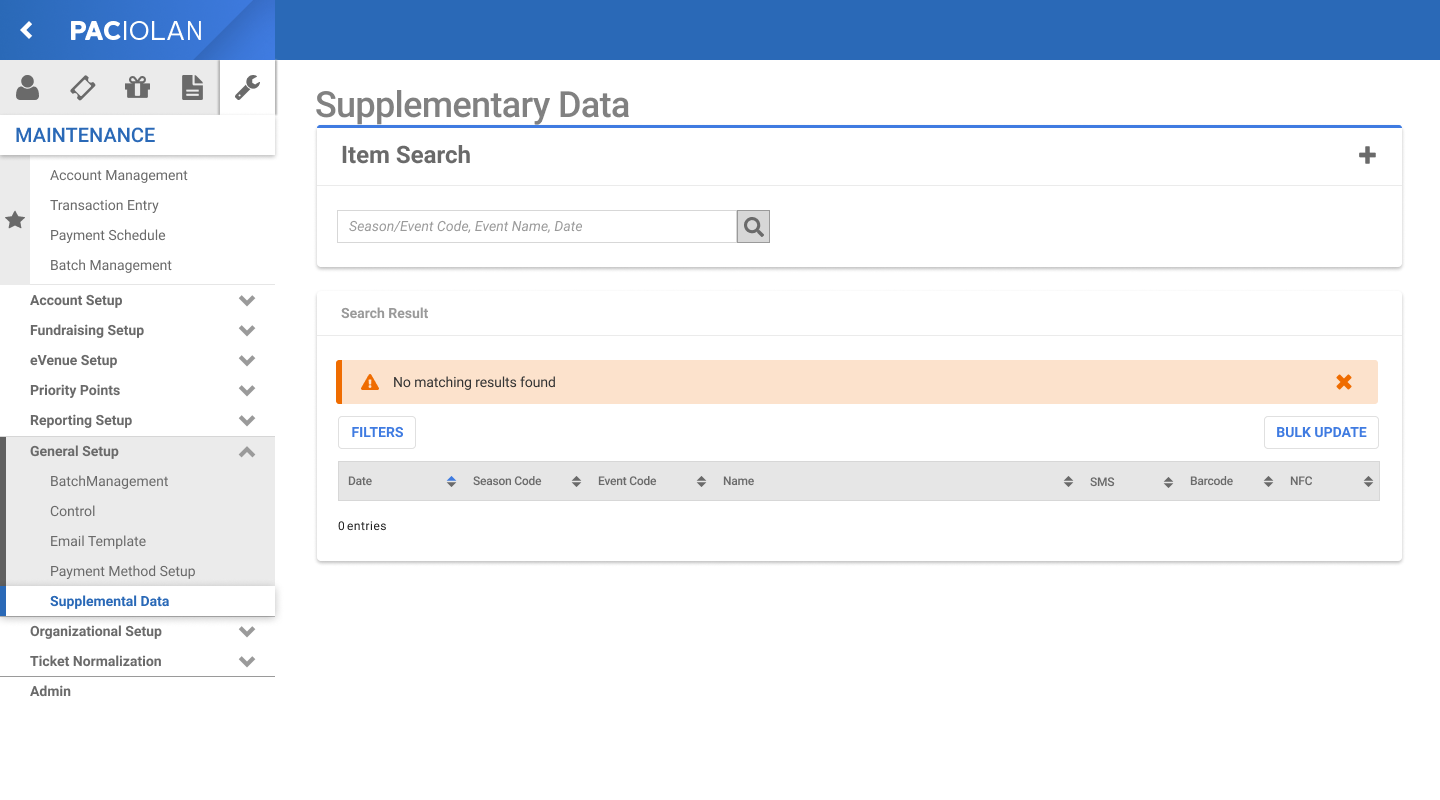 PACIOLAN
MAINTENANCE
Account Management
Transaction Entry
Payment Schedule
Batch Management
Account Setup
Fundraising Setup
eVenue Setup
Priority Points
Reporting Setup
General Setup
BatchManagement
Control
Email Template
Payment Method Setup
Supplemental Data
Organizational Setup
Ticket Normalization
Admin
Supplementary Data
Item Search
Season/Event Code, Event Name, Date
Search Result
No matching results found
FILTERS BULK UPDATE
Date Season Code Event Code Name SMS Barcode NFC
0 entries